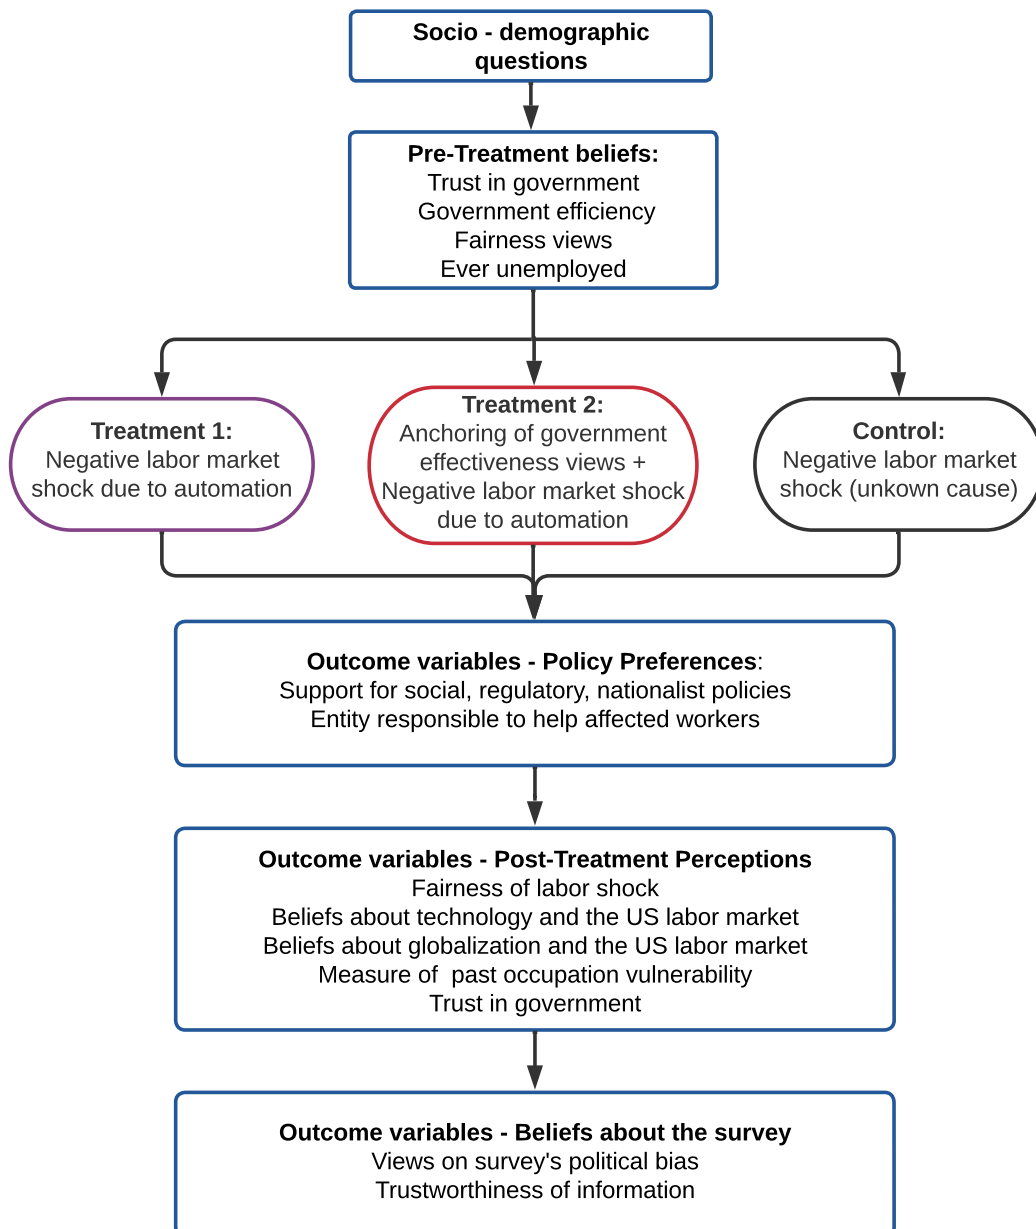 Socio - demographic
questions
Pre-Treatment beliefs:
Trust in government
Government efficiency
Fairness views
Ever unemployed
Treatment 1:
Negative labor market
shock due to automation
Treatment 2:
Anchoring of government
effectiveness views +
Negative labor market shock
due to automation
Control:
Negative labor market
shock (unkown cause)
Outcome variables - Policy Preferences:
Support for social, regulatory, nationalist policies
Entity responsible to help affected workers
Outcome variables - Post-Treatment Perceptions
Fairness of labor shock
Beliefs about technology and the US labor market
Beliefs about globalization and the US labor market
Measure of  past occupation vulnerability
Trust in government
Outcome variables - Beliefs about the survey
Views on survey's political bias
Trustworthiness of information